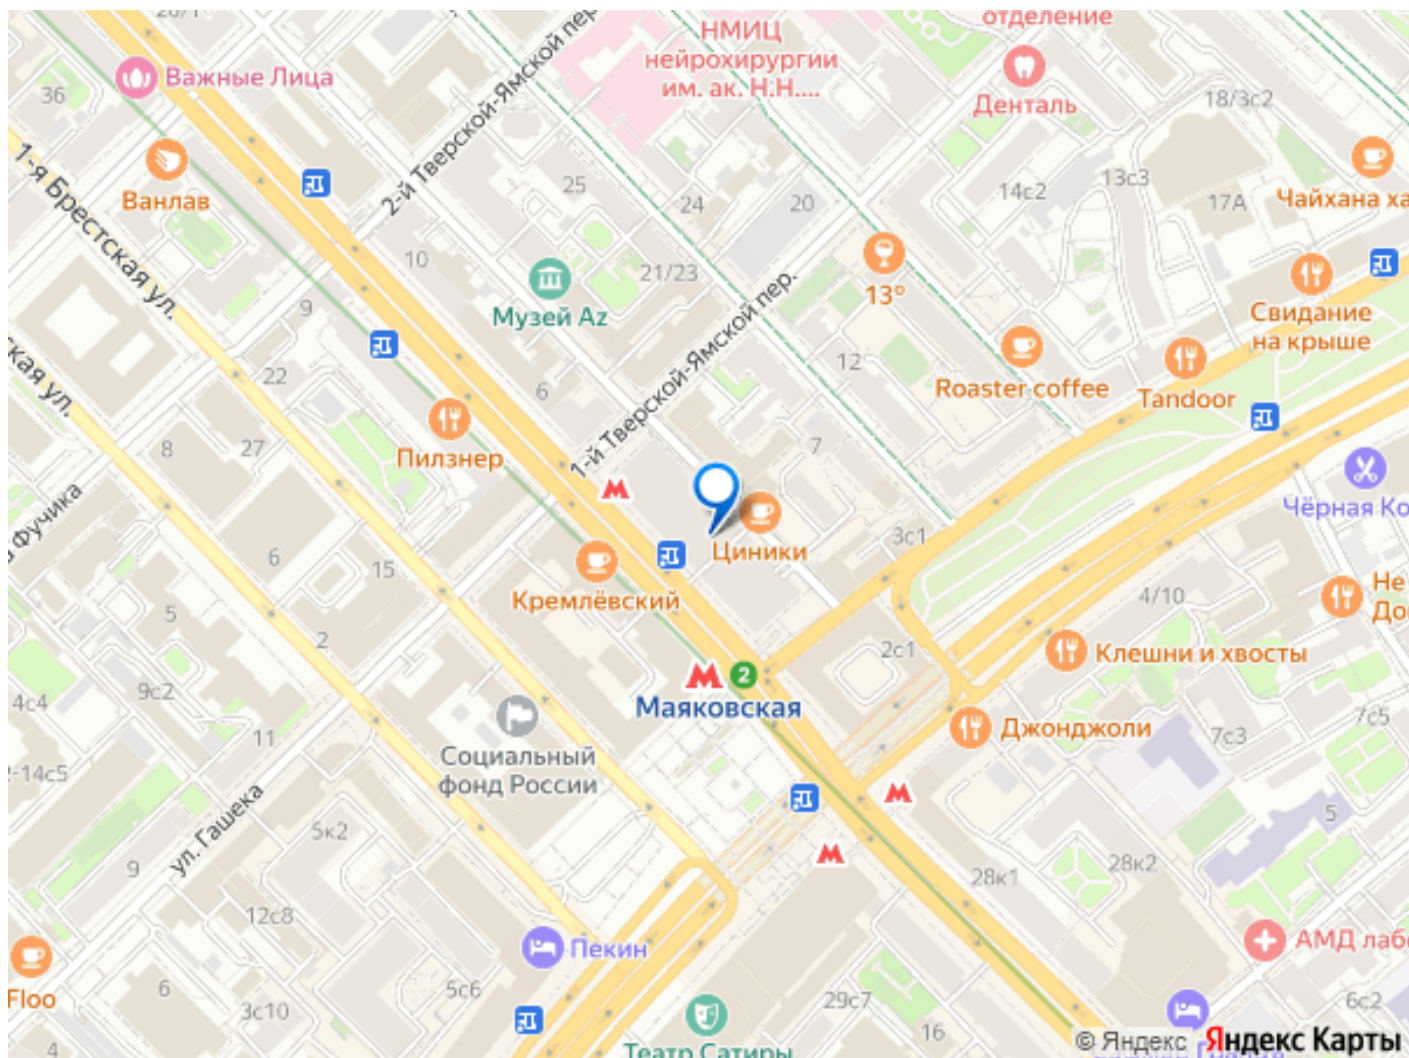 НМИЦ
нейрохирургии
им. ак. Н.Н....
отделение
Важные Лица
36
Денталь
18/3с2
2-й Тверской-Ямской пер.
1-я Брестская ул.
Ванлав
25
24
20
14с2
13с3
17А
Чайхана ха
10
21/23
13°
9
Музей Az
Свидание
на крыше
22
6
12
Roaster coffee
Tandoor
1-й Тверской-Ямской пер.
8
27
Пилзнер
7
Чёрная Ко
Фучика
6
15
Циники
3с1
Кремлёвский
4/10
Не
До
5
2
2с1
Клешни и хвосты
4с4
9с2
2
Маяковская
Джонджоли
7с3
7с5
11
Социальный
фонд России
ул. Гашека
5к2
5
9
28к1
28к2
12с8
Пекин
АМД лаб
Floo
6
3с10
5с6
29с7
16
6с2
4
Театр Сатиры
© Яндекс Яндекс Карты